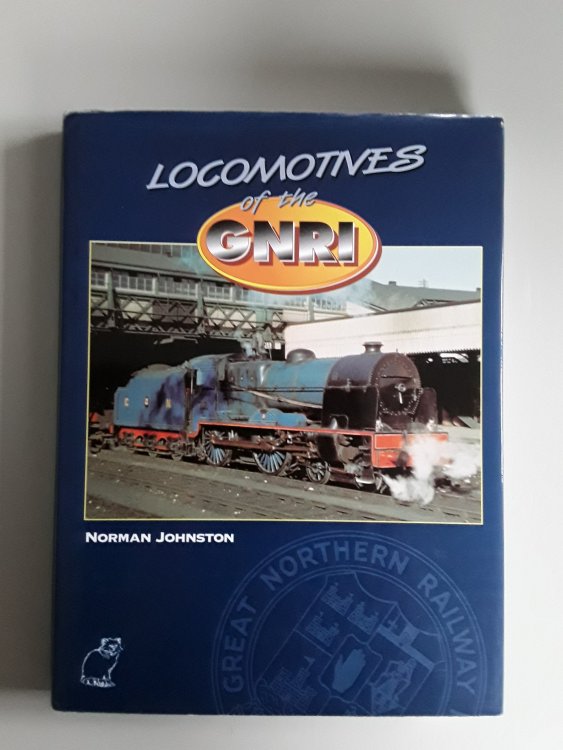 LOCOMOTIVES
of the
GNRI
G N R
NORMAN JOHNSTON
GREAT NORTHERN RAILWAY